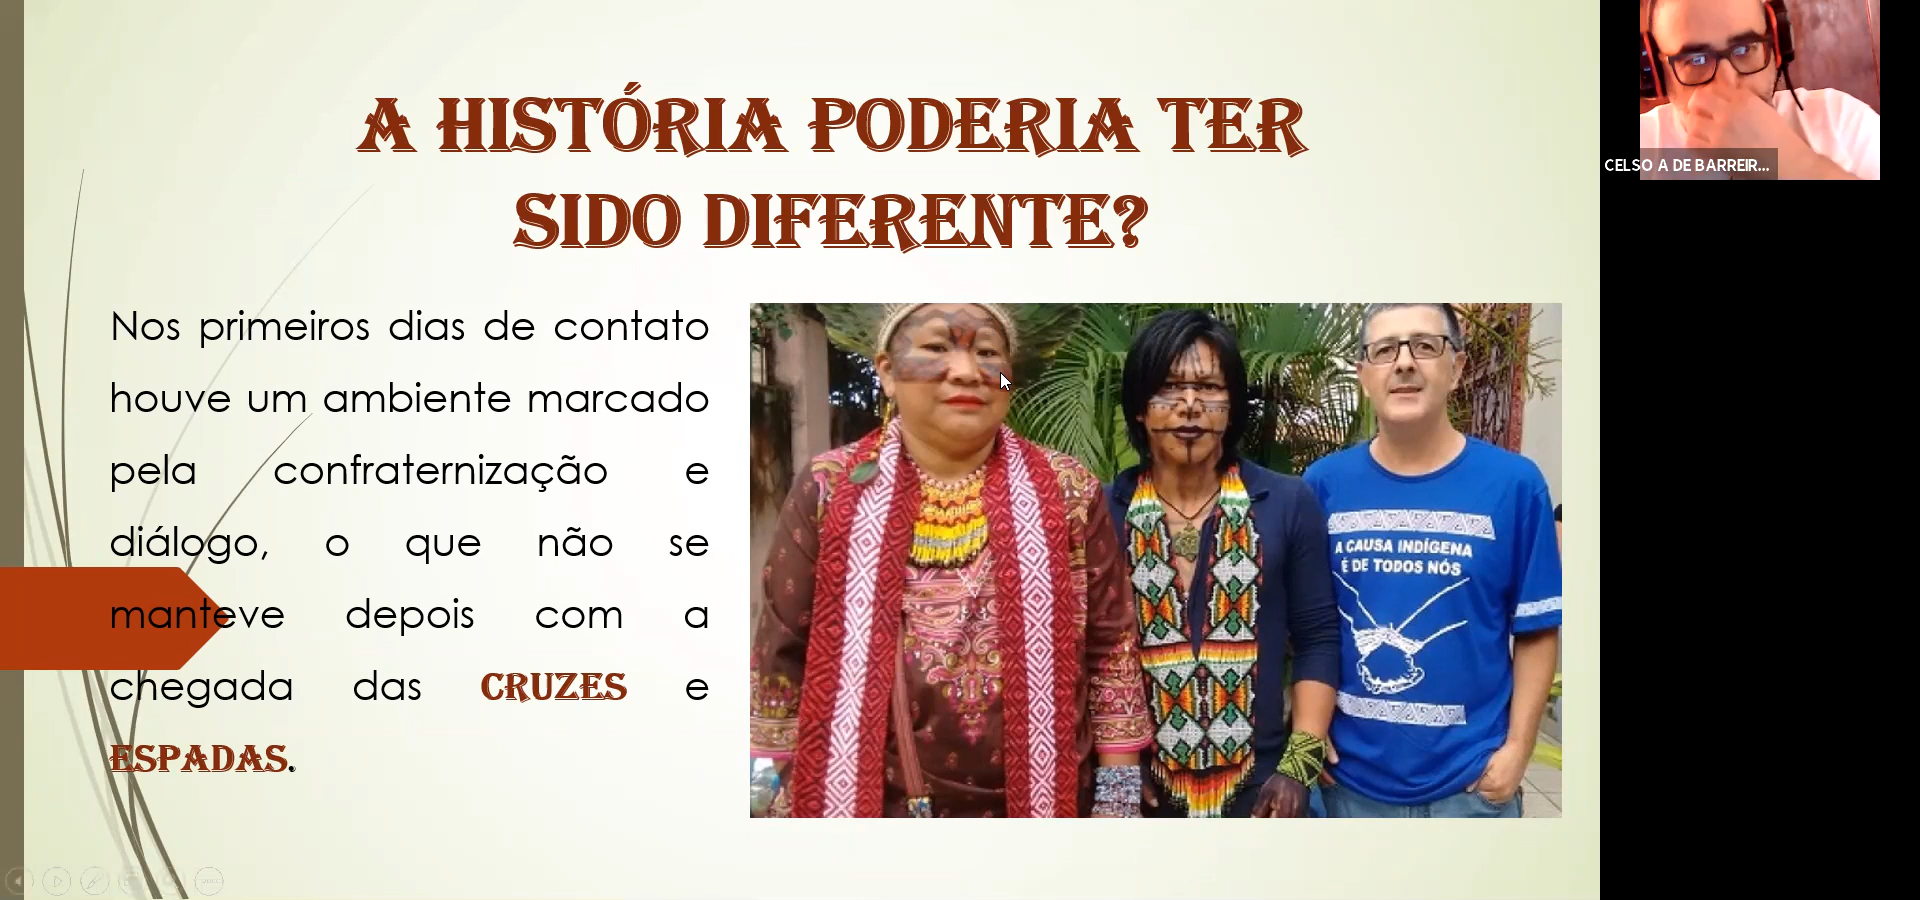 A HISTÓRIA PODERIA TER
SIDO DIFERENTE?
Nos primeiros dias de contato
houve um ambiente marcado
pela confraternização e
diálogo, o que não se
manteve depois com a
chegada das CRUZES e
ESPADAS.
A CAUSA INDÍGENA
É DE TODOS NÓS
CELSO A DE BARREIR...